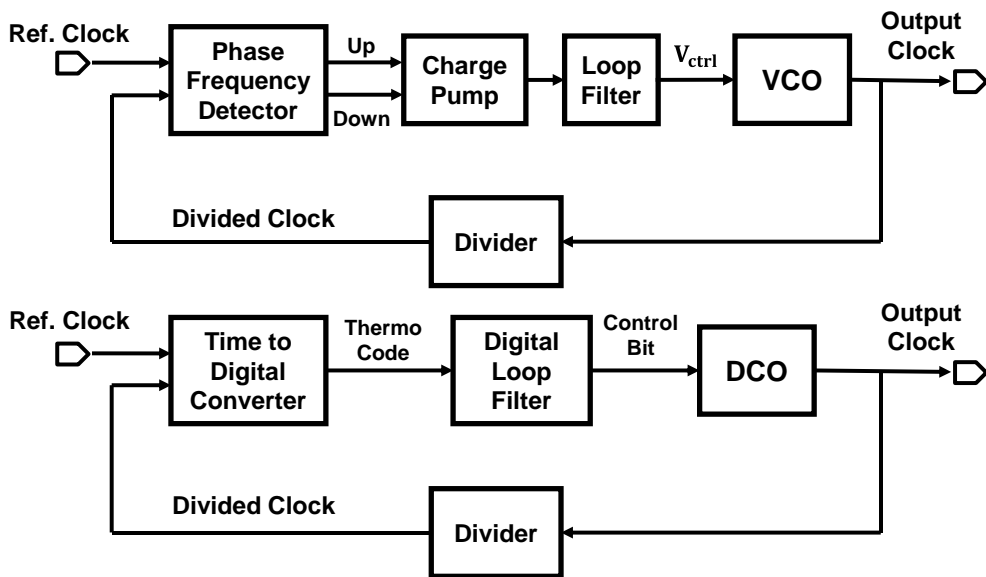 Ref. Clock
Phase
Frequency
Detector
Up
Down
Charge
Pump
Loop
Filter
Vctrl
VCO
Output
Clock
Divided Clock
Divider
Ref. Clock
Time to
Digital
Converter
Thermo
Code
Digital
Loop
Filter
Control
Bit
DCO
Output
Clock
Divided Clock
Divider